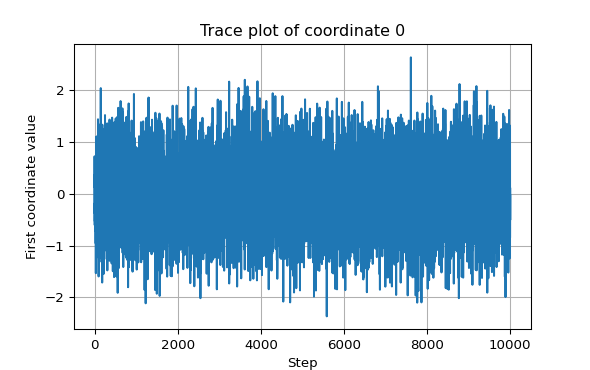 Trace plot of coordinate 0
First coordinate value
2
1
0
−1
−2
0 2000 4000 6000 8000 10000
Step